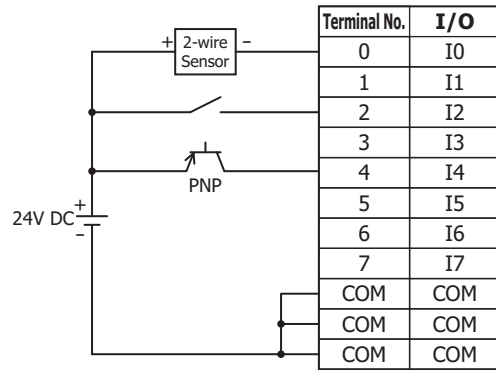 Terminal No. I/O
+ 2-wire Sensor −
0 I0
1 I1
2 I2
3 I3
4 I4
PNP
5 I5
+
24V DC
−
6 I6
7 I7
COM COM
COM COM
COM COM